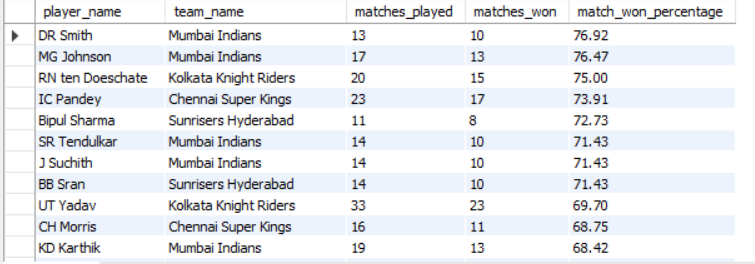 player_name team_name matches_played matches_won match_won_percentage
DR Smith Mumbai Indians 13 10 76.92
MG Johnson Mumbai Indians 17 13 76.47
RN ten Doeschate Kolkata Knight Riders 20 15 75.00
IC Pandey Chennai Super Kings 23 17 73.91
Bipul Sharma Sunrisers Hyderabad 11 8 72.73
SR Tendulkar Mumbai Indians 14 10 71.43
J Suchith Mumbai Indians 14 10 71.43
BB Sran Sunrisers Hyderabad 14 10 71.43
UT Yadav Kolkata Knight Riders 33 23 69.70
CH Morris Chennai Super Kings 16 11 68.75
KD Karthik Mumbai Indians 19 13 68.42